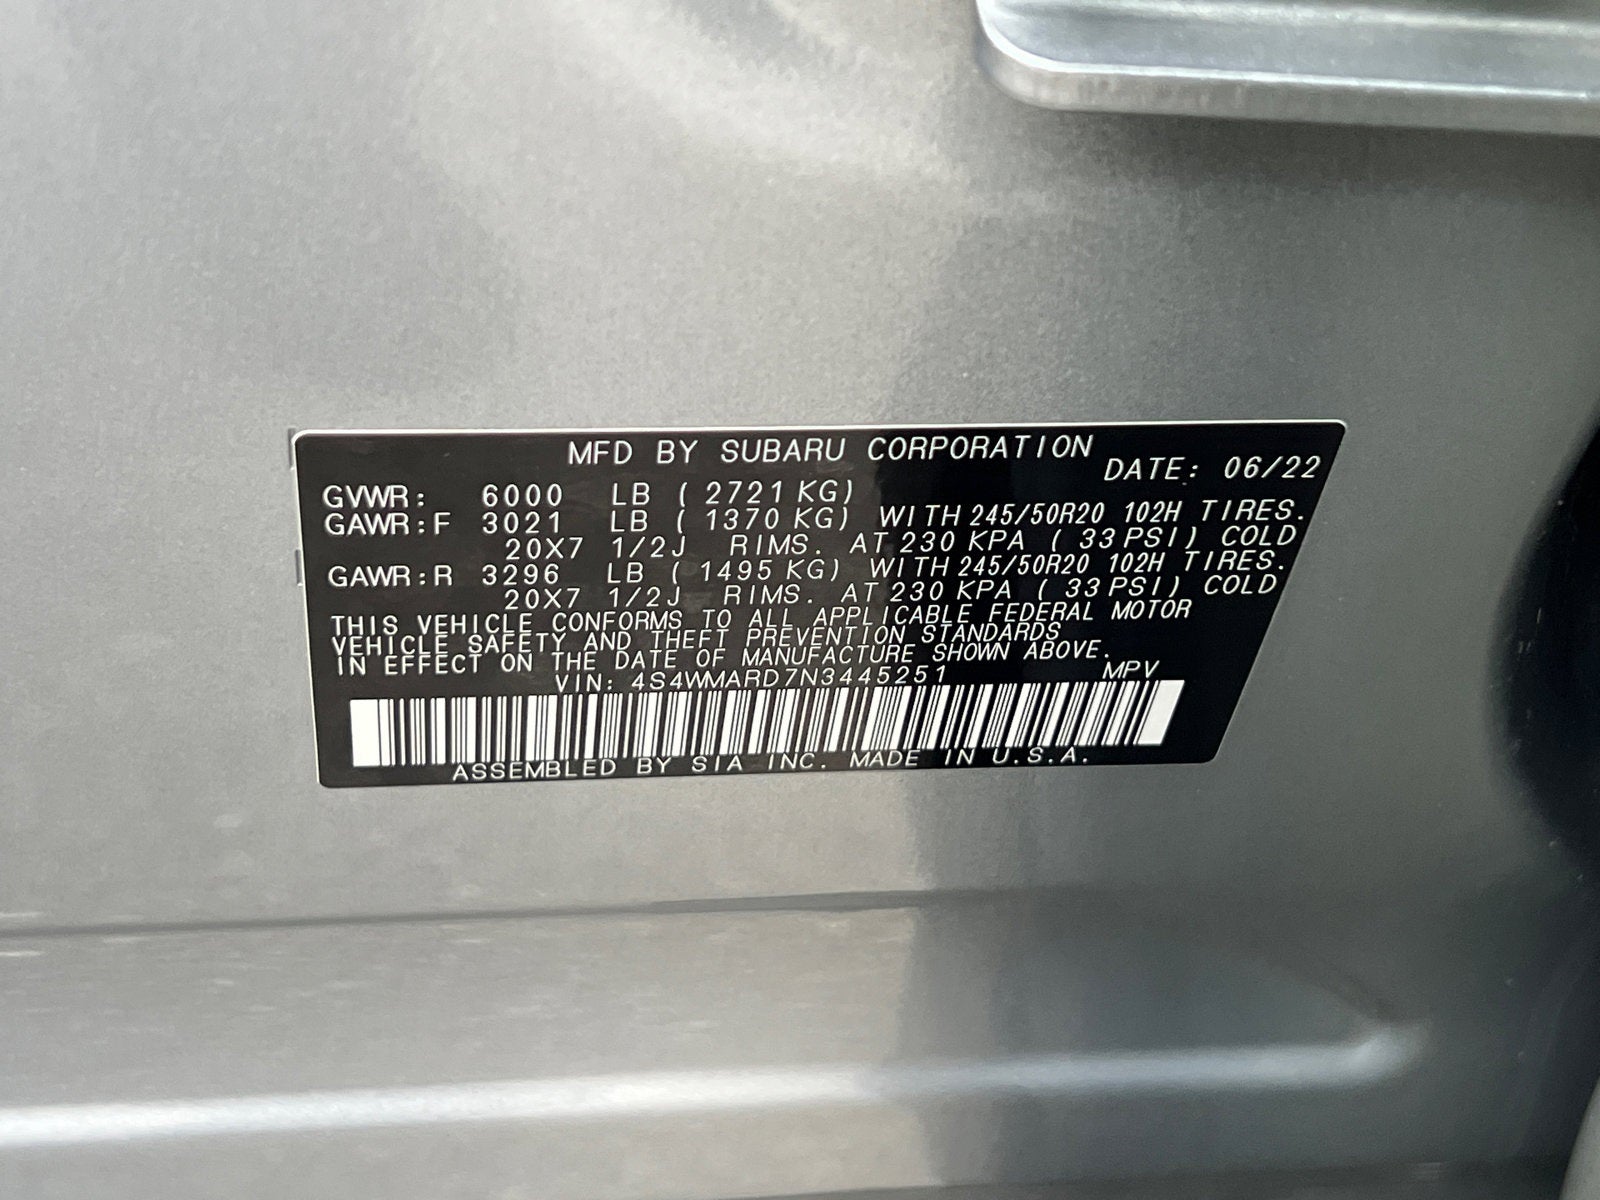 MFD BY SUBARU CORPORATION DATE: 06/22
GVWR: 6000 LB ( 2721 KG)
GAWR:F 3021 LB ( 1370 KG) WITH 245/50R20 102H TIRES.
20X7 1/2J RIMS. AT 230 KPA ( 33 PSI) COLD
GAWR:R 3296 LB ( 1495 KG) WITH 245/50R20 102H TIRES.
20X7 1/2J RIMS. AT 230 KPA ( 33 PSI) COLD
THIS VEHICLE CONFORMS TO ALL APPLICABLE FEDERAL MOTOR
VEHICLE SAFETY AND THEFT PREVENTION STANDARDS
IN EFFECT ON THE DATE OF MANUFACTURE SHOWN ABOVE.
VIN: 4S4WMARD7N3445251 MPV
ASSEMBLED BY SIA INC. MADE IN U.S.A.